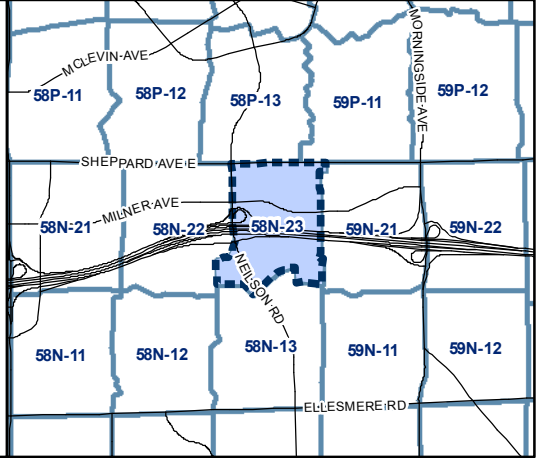 MORNINGSIDE AVE
MCLEVIN AVE
58P-11
58P-12
58P-13
59P-11
59P-12
SHEPPARD AVE E
MILNER AVE
58N-21
58N-22
58N-23
59N-21
59N-22
NEILSON RD
58N-11
58N-12
58N-13
59N-11
59N-12
ELLESMERE RD